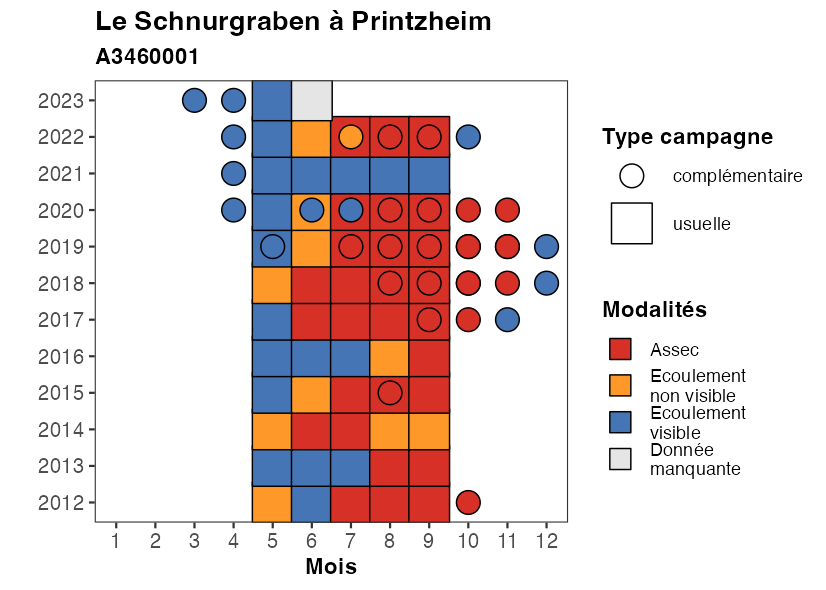 Le Schnurgraben à Printzheim
A3460001
2023
2022
2021
2020
2019
2018
2017
2016
2015
2014
2013
2012
1 2 3 4 5 6 7 8 9 10 11 12
Mois
Type campagne
complémentaire
usuelle
Modalités
Assec
Ecoulement
non visible
Ecoulement
visible
Donnée
manquante